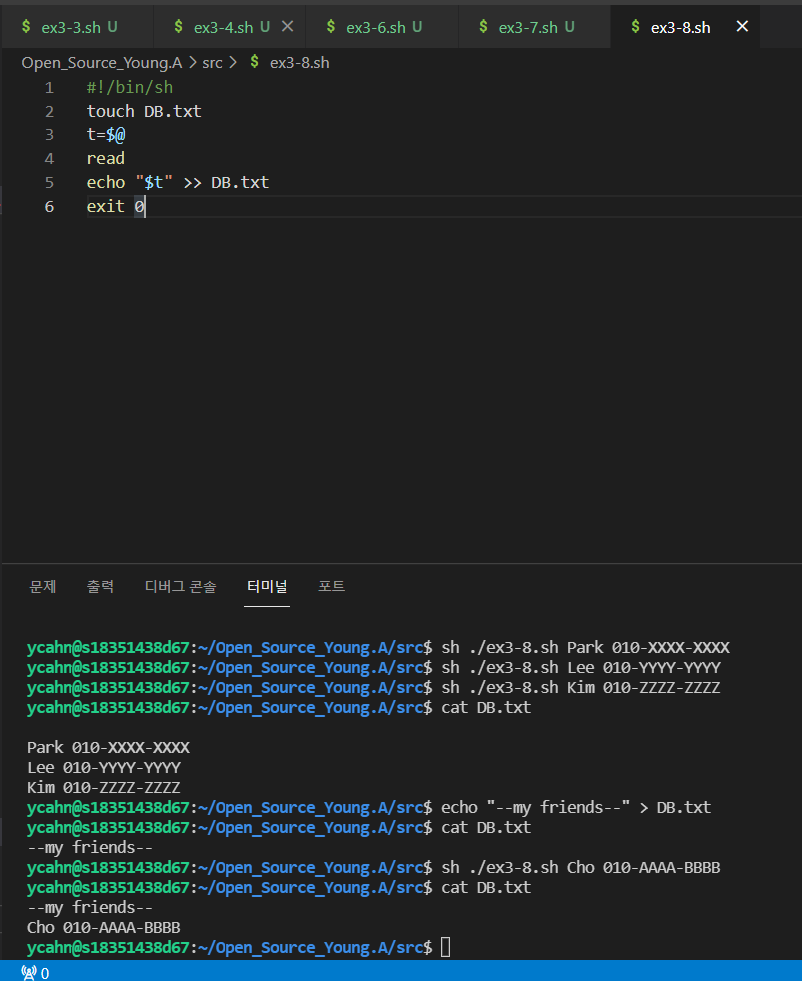 $ ex3-3.sh U $ ex3-4.sh U × $ ex3-6.sh U $ ex3-7.sh U $ ex3-8.sh ×
Open_Source_Young.A > src > $ ex3-8.sh
1 #!/bin/sh
2 touch DB.txt
3 t=$@
4 read
5 echo "$t" >> DB.txt
6 exit 0
문제 출력 디버그 콘솔 터미널 포트
ycahn@s18351438d67:~/Open_Source_Young.A/src$ sh ./ex3-8.sh Park 010-XXXX-XXXX
ycahn@s18351438d67:~/Open_Source_Young.A/src$ sh ./ex3-8.sh Lee 010-YYYY-YYYY
ycahn@s18351438d67:~/Open_Source_Young.A/src$ sh ./ex3-8.sh Kim 010-ZZZZ-ZZZZ
ycahn@s18351438d67:~/Open_Source_Young.A/src$ cat DB.txt
Park 010-XXXX-XXXX
Lee 010-YYYY-YYYY
Kim 010-ZZZZ-ZZZZ
ycahn@s18351438d67:~/Open_Source_Young.A/src$ echo "--my friends--" > DB.txt
ycahn@s18351438d67:~/Open_Source_Young.A/src$ cat DB.txt
--my friends--
ycahn@s18351438d67:~/Open_Source_Young.A/src$ sh ./ex3-8.sh Cho 010-AAAA-BBBB
ycahn@s18351438d67:~/Open_Source_Young.A/src$ cat DB.txt
--my friends--
Cho 010-AAAA-BBBB
ycahn@s18351438d67:~/Open_Source_Young.A/src$
0